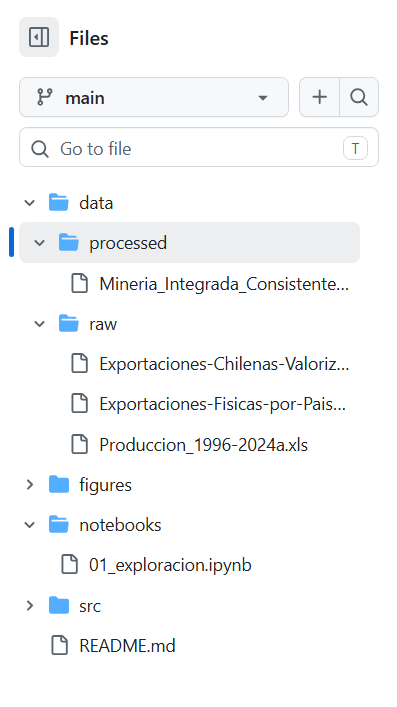 Files
main
Go to file T
data
processed
Mineria_Integrada_Consistente...
raw
Exportaciones-Chilenas-Valoriz...
Exportaciones-Fisicas-por-Pais...
Produccion_1996-2024a.xls
figures
notebooks
01_exploracion.ipynb
src
README.md